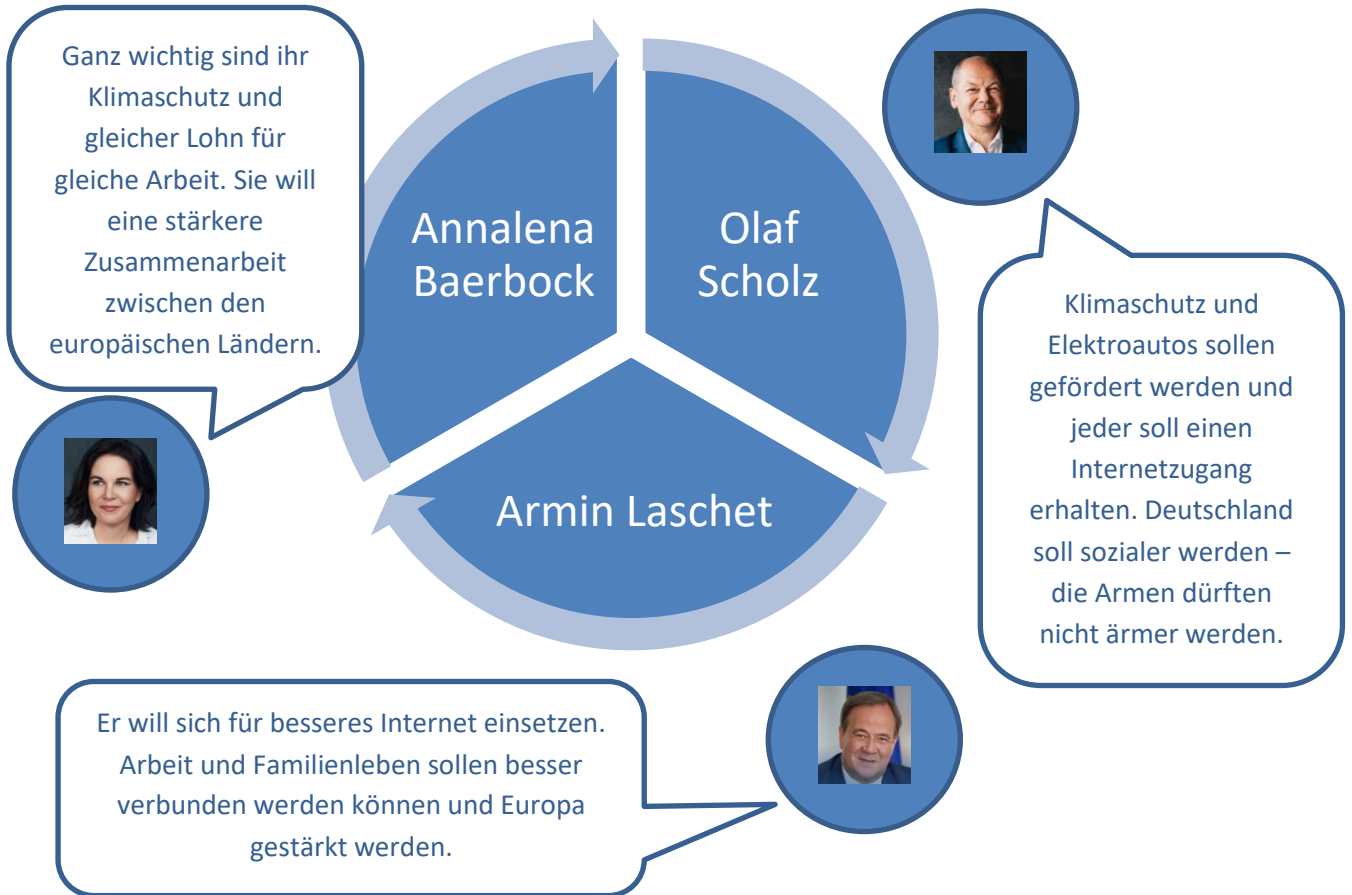 Ganz wichtig sind ihr
Klimaschutz und
gleicher Lohn für
gleiche Arbeit. Sie will
eine stärkere
Zusammenarbeit
zwischen den
europäischen Ländern.
Annalena
Baerbock
Olaf
Scholz
Armin Laschet
Klimaschutz und
Elektroautos sollen
gefördert werden und
jeder soll einen
Internetzugang
erhalten. Deutschland
soll sozialer werden –
die Armen dürften
nicht ärmer werden.
Er will sich für besseres Internet einsetzen.
Arbeit und Familienleben sollen besser
verbunden werden können und Europa
gestärkt werden.